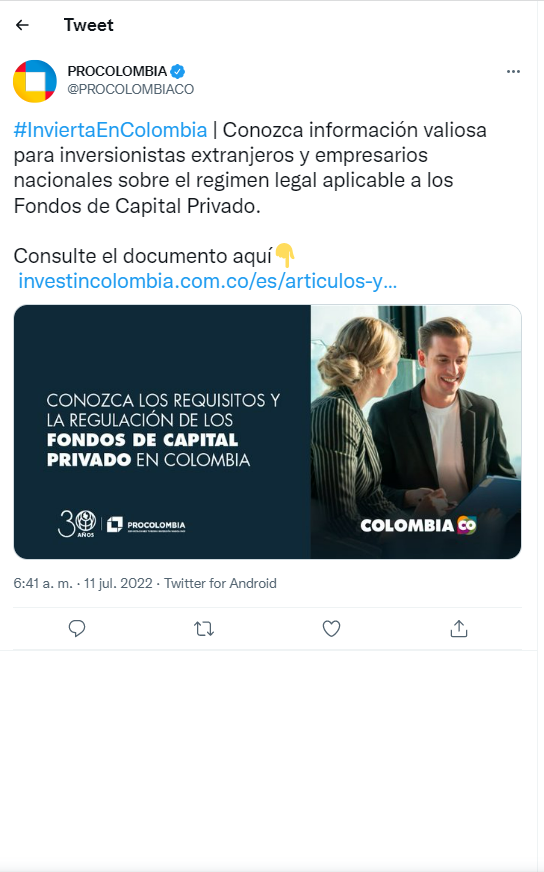 Tweet
PROCOLOMBIA
@PROCOLOMBIACO
#InviertaEnColombia | Conozca información valiosa
para inversionistas extranjeros y empresarios
nacionales sobre el regimen legal aplicable a los
Fondos de Capital Privado.
Consulte el documento aquí👇
investincolombia.com.co/es/articulos-y...
CONOZCA LOS REQUISITOS Y
LA REGULACIÓN DE LOS
FONDOS DE CAPITAL
PRIVADO EN COLOMBIA
30 AÑOS
PROCOLOMBIA
COLOMBIA CO
6:41 a. m. · 11 jul. 2022 · Twitter for Android